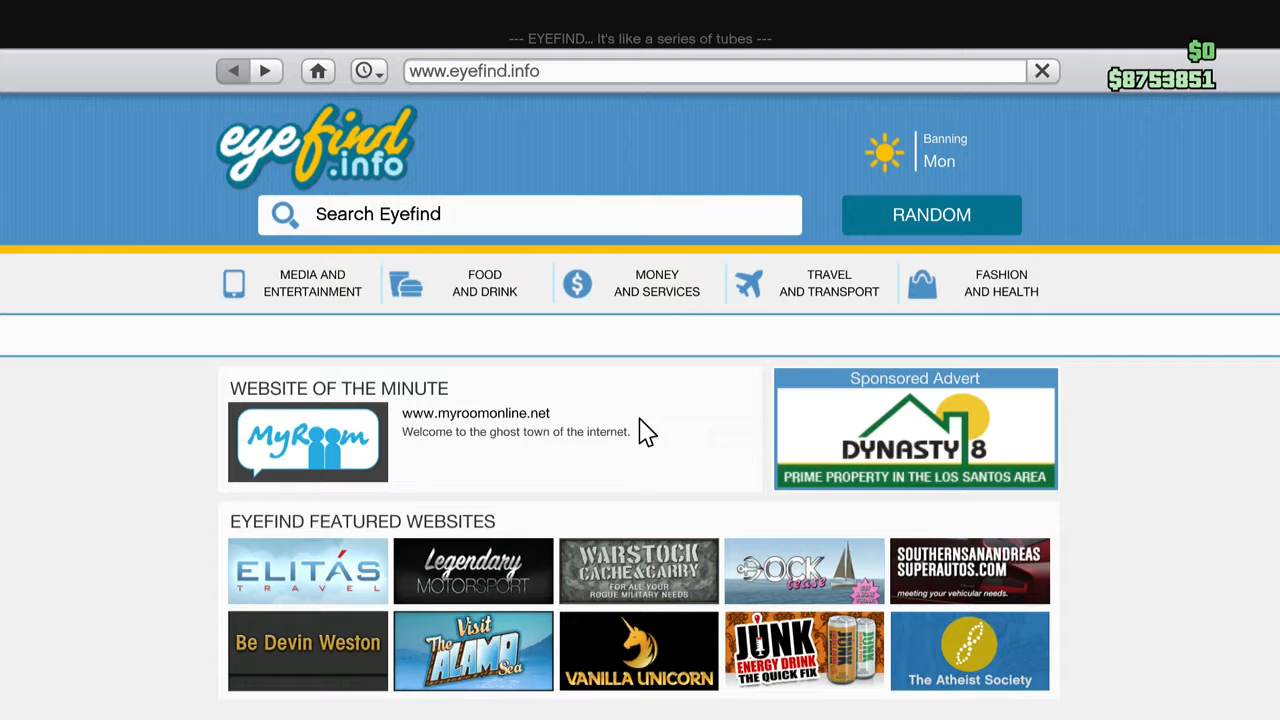 --- EYEFIND... It's like a series of tubes ---
$0
www.eyefind.info
$8753851
eyefind
.info
Banning
Mon
Search Eyefind
RANDOM
MEDIA AND
ENTERTAINMENT
FOOD
AND DRINK
MONEY
AND SERVICES
TRAVEL
AND TRANSPORT
FASHION
AND HEALTH
WEBSITE OF THE MINUTE
MyRoom
www.myroomonline.net
Welcome to the ghost town of the internet.
Sponsored Advert
DYNASTY 8
PRIME PROPERTY IN THE LOS SANTOS AREA
EYEFIND FEATURED WEBSITES
ELITÁS
TRAVEL
Legendary
MOTORSPORT
WARSTOCK
CACHE & CARRY
FOR ALL YOUR
ROGUE MILITARY NEEDS
DOCK
tease
SOUTHERNSANANDREAS
SUPERAUTOS.COM
meeting your vehicular needs.
Be Devin Weston
Visit
The ALAMO
Sea
VANILLA UNICORN
JUNK
ENERGY DRINK
THE QUICK FIX
The Atheist Society